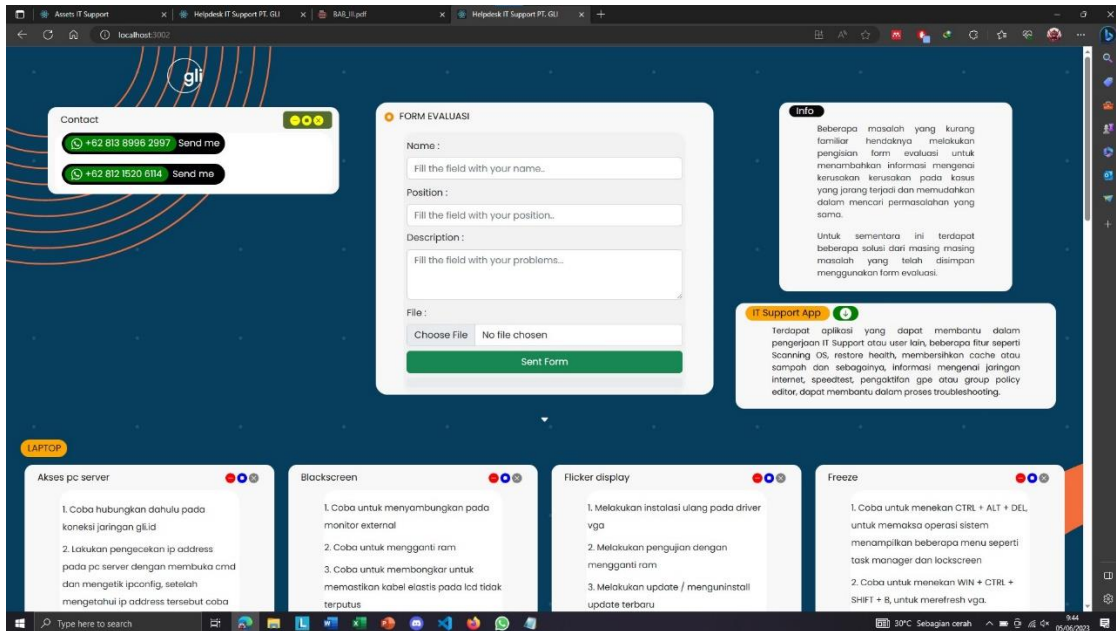 Assets IT Support
Helpdesk IT Support PT. GLI
BAB_III.pdf
Helpdesk IT Support PT. GLI
localhost:3002
gli
Contact
+62 813 8996 2997 Send me
+62 812 1520 6114 Send me
FORM EVALUASI
Name :
Fill the field with your name..
Position :
Fill the field with your position..
Description :
Fill the field with your problems...
File :
Choose File No file chosen
Sent Form
Info
Beberapa masalah yang kurang
familiar hendaknya melakukan
pengisian form evaluasi untuk
menambahkan informasi mengenai
kerusakan kerusakan pada kasus
yang jarang terjadi dan memudahkan
dalam mencari permasalahan yang
sama.
Untuk sementara ini terdapat
beberapa solusi dari masing masing
masalah yang telah disimpan
menggunakan form evaluasi.
IT Support App
Terdapat aplikasi yang dapat membantu dalam
pengerjaan IT Support atau user lain, beberapa fitur seperti
Scanning OS, restore health, membersihkan cache atau
sampah dan sebagainya, informasi mengenai jaringan
internet, speedtest, pengaktifan gpe atau group policy
editor, dapat membantu dalam proses troubleshooting.
LAPTOP
Akses pc server
1. Coba hubungkan dahulu pada
koneksi jaringan gli.id
2. Lakukan pengecekan ip address
pada pc server dengan membuka cmd
dan mengetik ipconfig, setelah
mengetahui ip address tersebut coba
Blackscreen
1. Coba untuk menyambungkan pada
monitor external
2. Coba untuk mengganti ram
3. Coba untuk membongkar untuk
memastikan kabel elastis pada lcd tidak
terputus
Flicker display
1. Melakukan instalasi ulang pada driver
vga
2. Melakukan pengujian dengan
mengganti ram
3. Melakukan update / menguninstall
update terbaru
Freeze
1. Coba untuk menekan CTRL + ALT + DEL,
untuk memaksa operasi sistem
menampilkan beberapa menu seperti
task manager dan lockscreen
2. Coba untuk menekan WIN + CTRL +
SHIFT + B, untuk merefresh vga.
Type here to search
30°C Sebagian cerah
9:44
05/06/2023